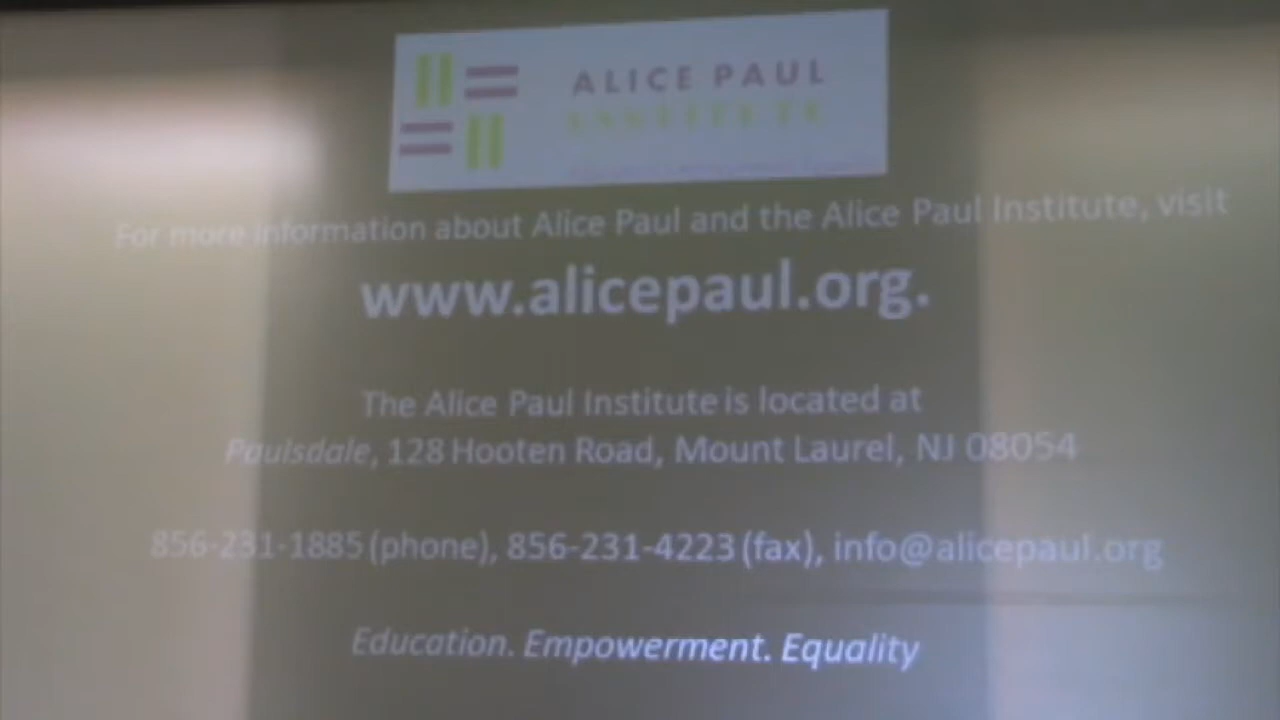 ALICE PAUL
INSTITUTE
For more information about Alice Paul and the Alice Paul Institute, visit
www.alicepaul.org.
The Alice Paul Institute is located at
Paulsdale, 128 Hooten Road, Mount Laurel, NJ 08054
856-231-1885 (phone), 856-231-4223 (fax), info@alicepaul.org
Education. Empowerment. Equality